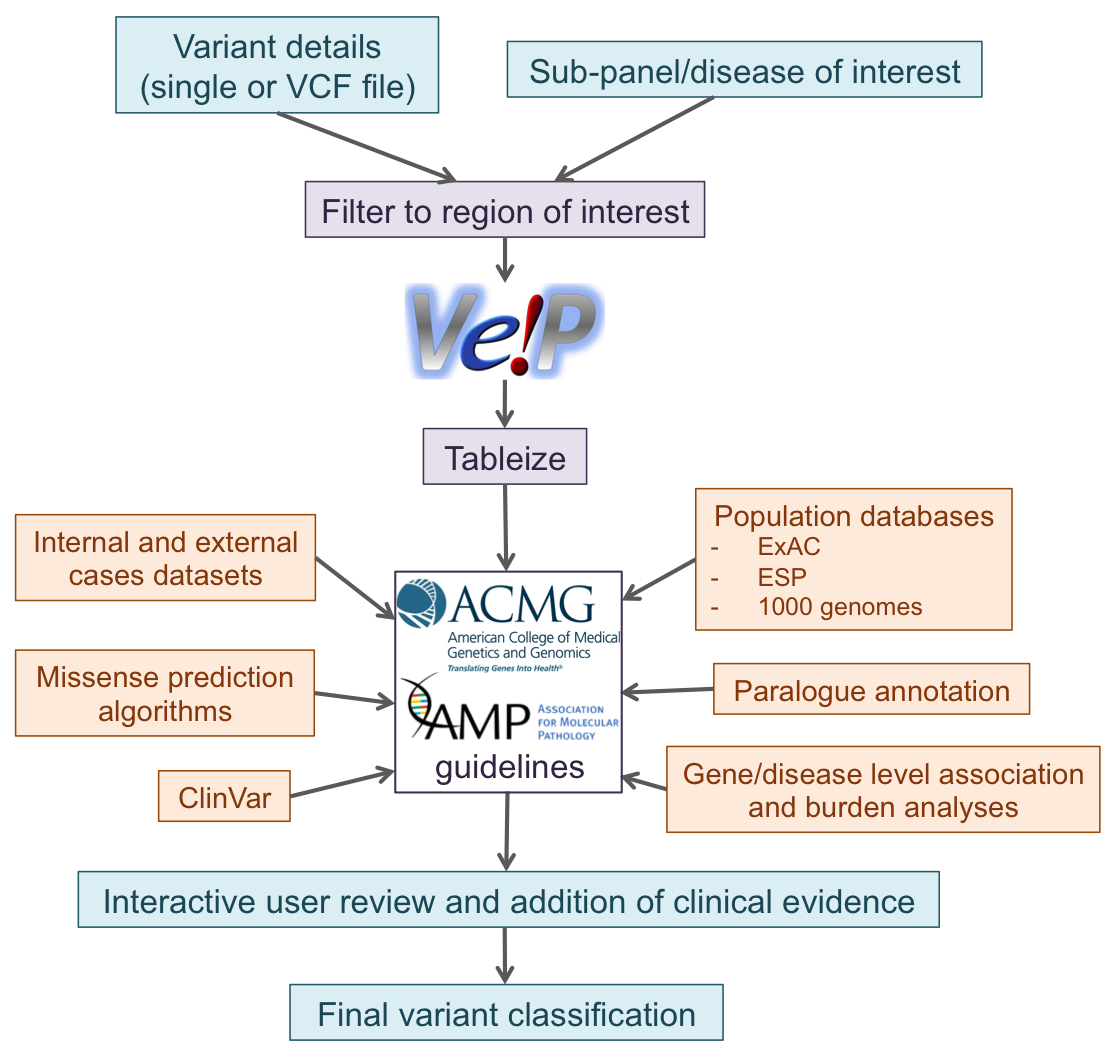 Variant details
(single or VCF file)
Sub-panel/disease of interest
Filter to region of interest
Ve!P
Tableize
Internal and external
cases datasets
Missense prediction
algorithms
ClinVar
Population databases
- ExAC
- ESP
- 1000 genomes
Paralogue annotation
Gene/disease level association
and burden analyses
ACMG
American College of Medical
Genetics and Genomics
Translating Genes Into Health®
AMP
ASSOCIATION
FOR MOLECULAR
PATHOLOGY
guidelines
Interactive user review and addition of clinical evidence
Final variant classification